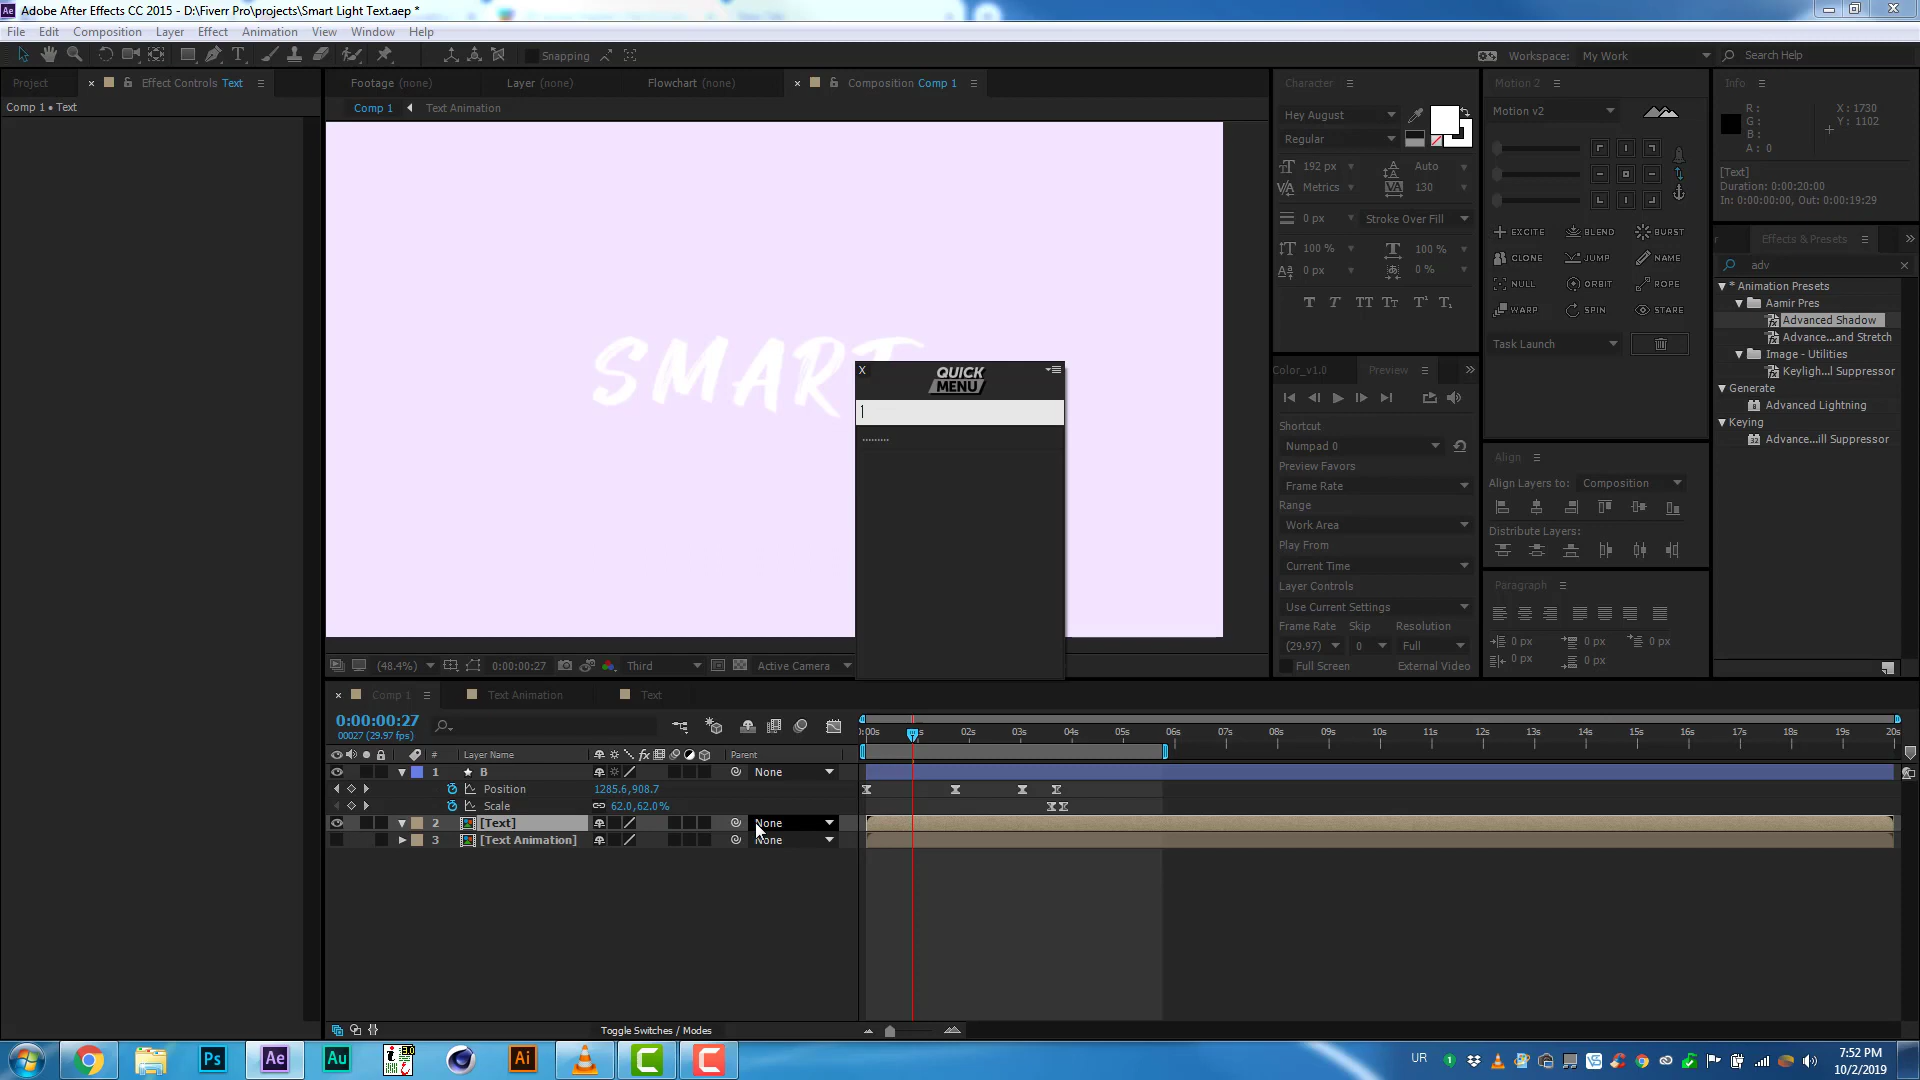 Adobe After Effects CC 2015 - D:\Fiverr Pro\projects\Smart Light Text.aep *
File Edit Composition Layer Effect Animation View Window Help
Snapping
Workspace: My Work
Search Help
Project
Effect Controls Text
Footage (none)
Layer (none)
Flowchart (none)
Composition Comp 1
Comp 1 • Text
Comp 1
Text Animation
SMART
QUICK
MENU
.........
(48.4%)
0:00:00:27
Third
Active Camera
Character
Hey August
Regular
192 px
Auto
Metrics
130
0 px
Stroke Over Fill
100 %
100 %
0 px
0 %
Color_v1.0
Preview
Shortcut
Numpad 0
Preview Favors
Frame Rate
Range
Work Area
Play From
Current Time
Layer Controls
Use Current Settings
Frame Rate Skip Resolution
(29.97) 0 Full
Full Screen External Video
Motion 2
Motion v2
EXCITE BLEND BURST
CLONE JUMP NAME
NULL ORBIT ROPE
WARP SPIN STARE
Task Launch
Align
Align Layers to: Composition
Distribute Layers:
Paragraph
0 px 0 px 0 px
0 px 0 px
Info
R :
G :
B :
A : 0
X : 1730
Y : 1102
[Text]
Duration: 0:00:20:00
In: 0:00:00:00, Out: 0:00:19:29
Effects & Presets
adv
* Animation Presets
Aamir Pres
Advanced Shadow
Advance...and Stretch
Image - Utilities
Keyligh...l Suppressor
Generate
Advanced Lightning
Keying
Advance...ill Suppressor
Comp 1
Text Animation
Text
0:00:00:27
00027 (29.97 fps)
# Layer Name
Parent
1 B None
Position 1285.6,908.7
Scale 62.0,62.0%
2 [Text] None
3 [Text Animation] None
02s 03s 04s 05s 06s 07s 08s 09s 10s 11s 12s 13s 14s 15s 16s 17s 18s 19s 20s
Toggle Switches / Modes
Ps Ae Au Ai
UR
7:52 PM
10/2/2019